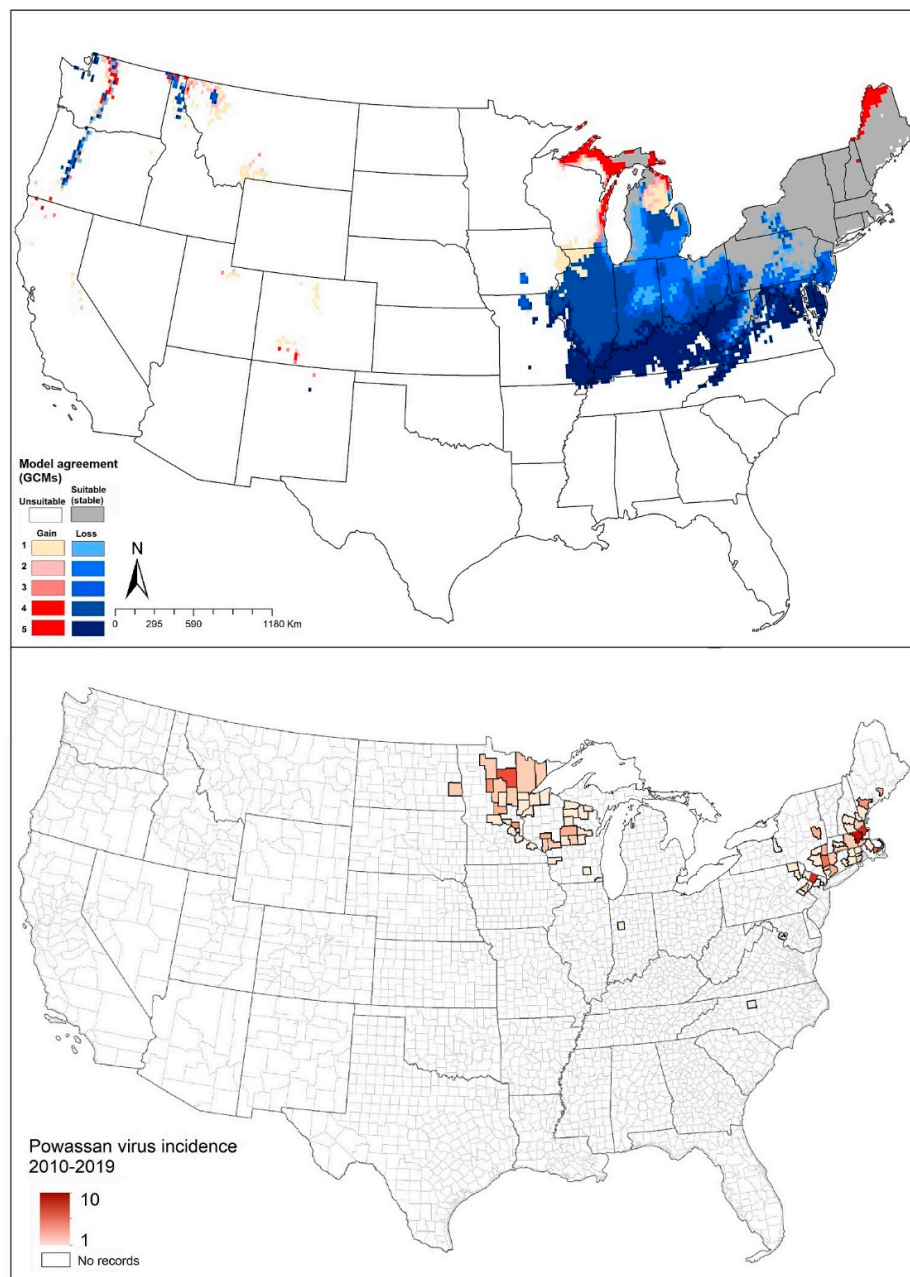 Model agreement
(GCMs)
Unsuitable Suitable (stable)
Gain Loss
1
2
3
4
5
N
0 295 590 1180 Km
Powassan virus incidence
2010-2019
10
1
No records